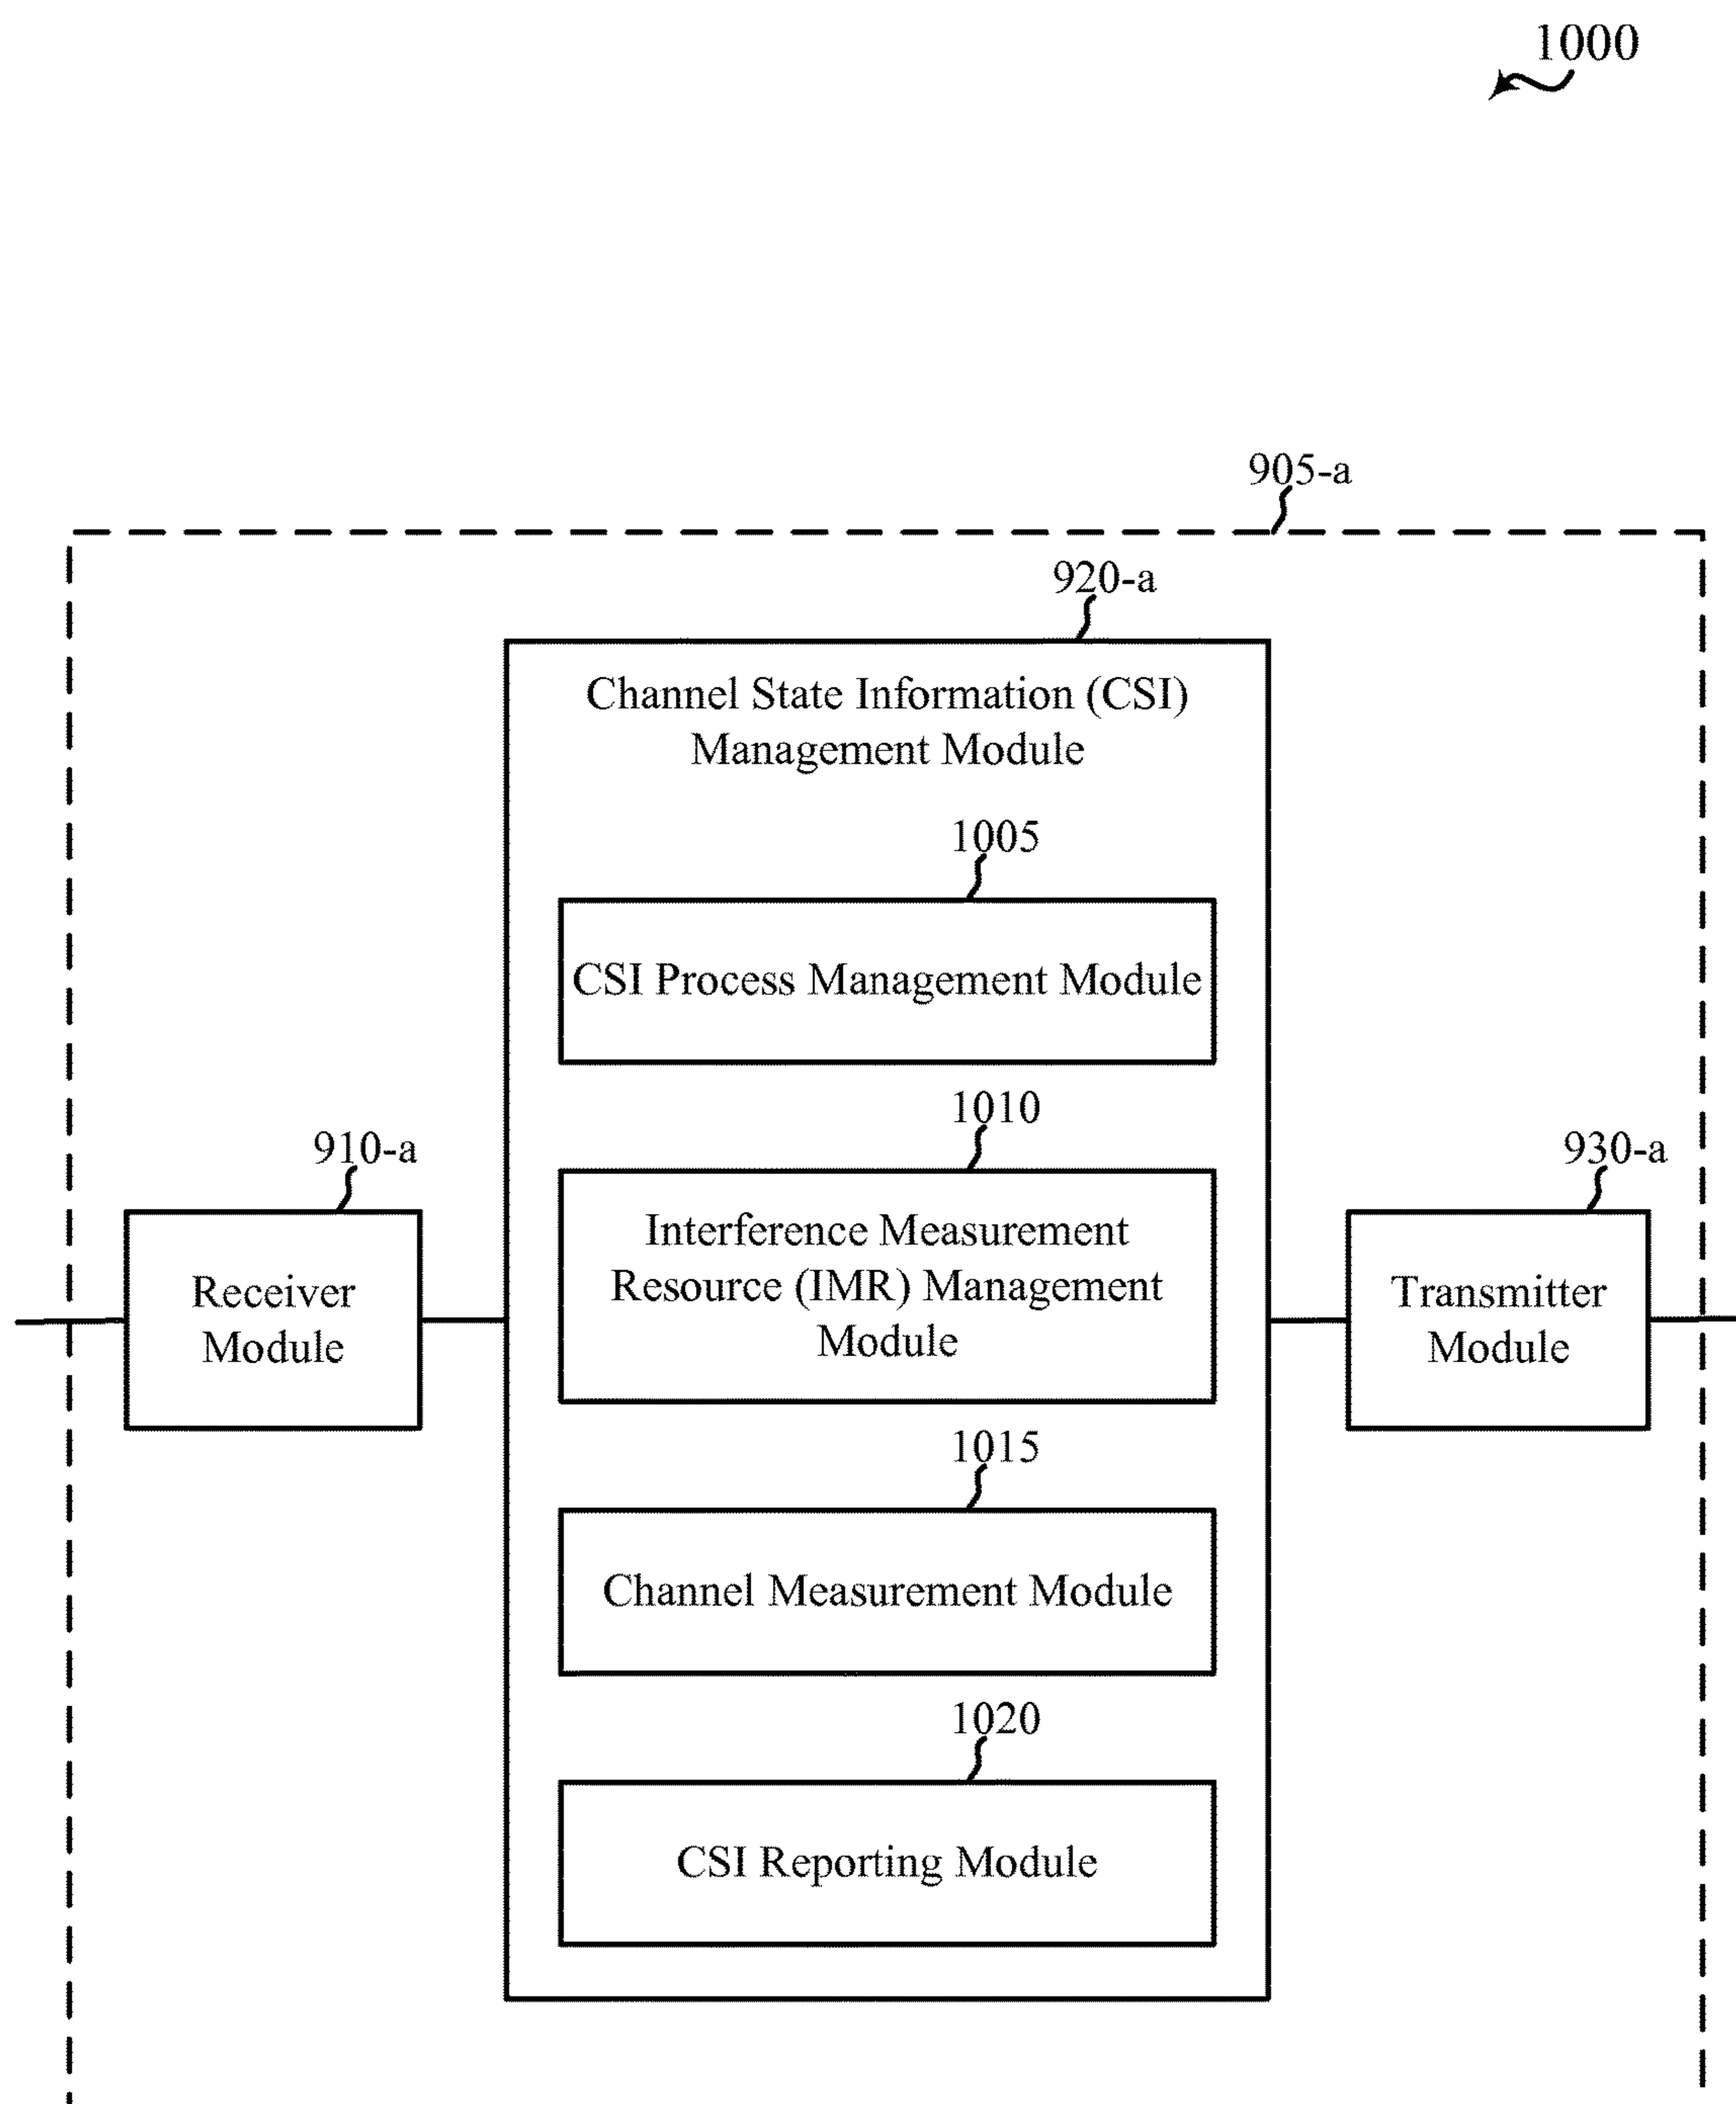 1000
905-a
920-a
Channel State Information (CSI)
Management Module
1005
CSI Process Management Module
1010
910-a
930-a
Interference Measurement
Resource (IMR) Management
Module
Receiver
Module
Transmitter
Module
1015
Channel Measurement Module
1020
CSI Reporting Module